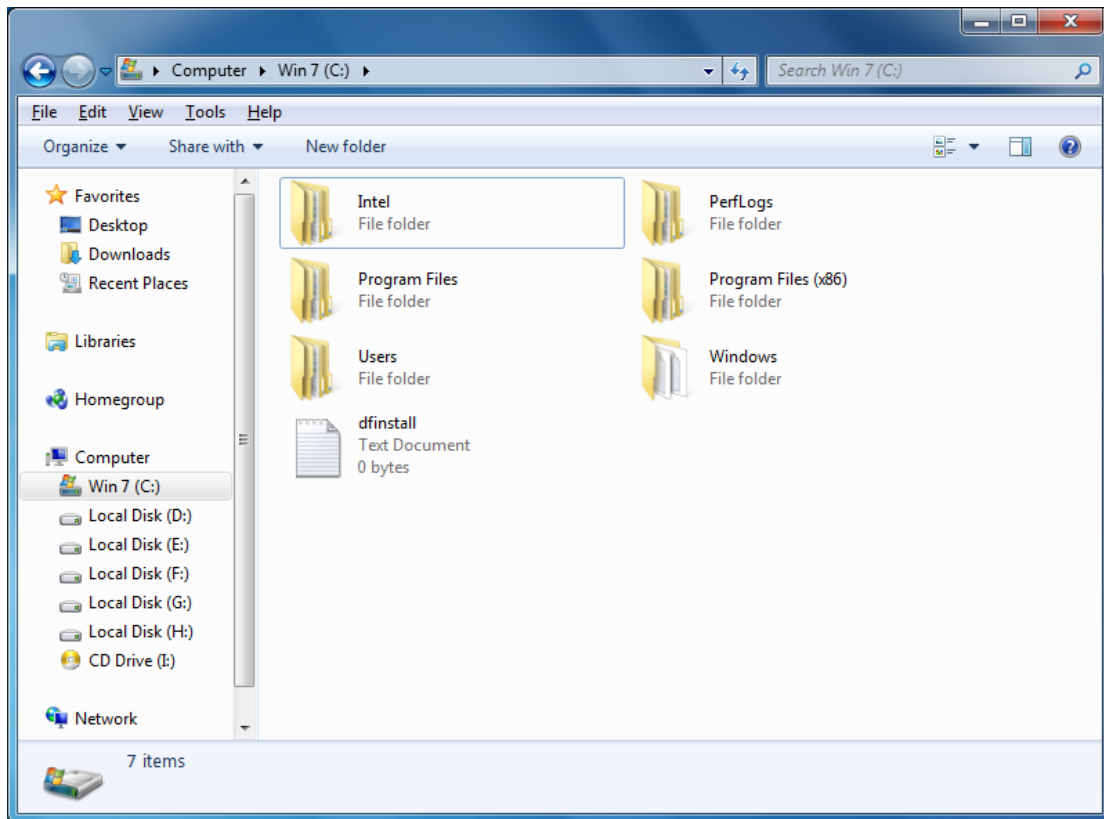 Computer Win 7 (C:)
Search Win 7 (C:)
File Edit View Tools Help
Organize Share with New folder
Favorites
Desktop
Downloads
Recent Places
Libraries
Homegroup
Computer
Win 7 (C:)
Local Disk (D:)
Local Disk (E:)
Local Disk (F:)
Local Disk (G:)
Local Disk (H:)
CD Drive (I:)
Network
Intel
File folder
PerfLogs
File folder
Program Files
File folder
Program Files (x86)
File folder
Users
File folder
Windows
File folder
dfinstall
Text Document
0 bytes
7 items